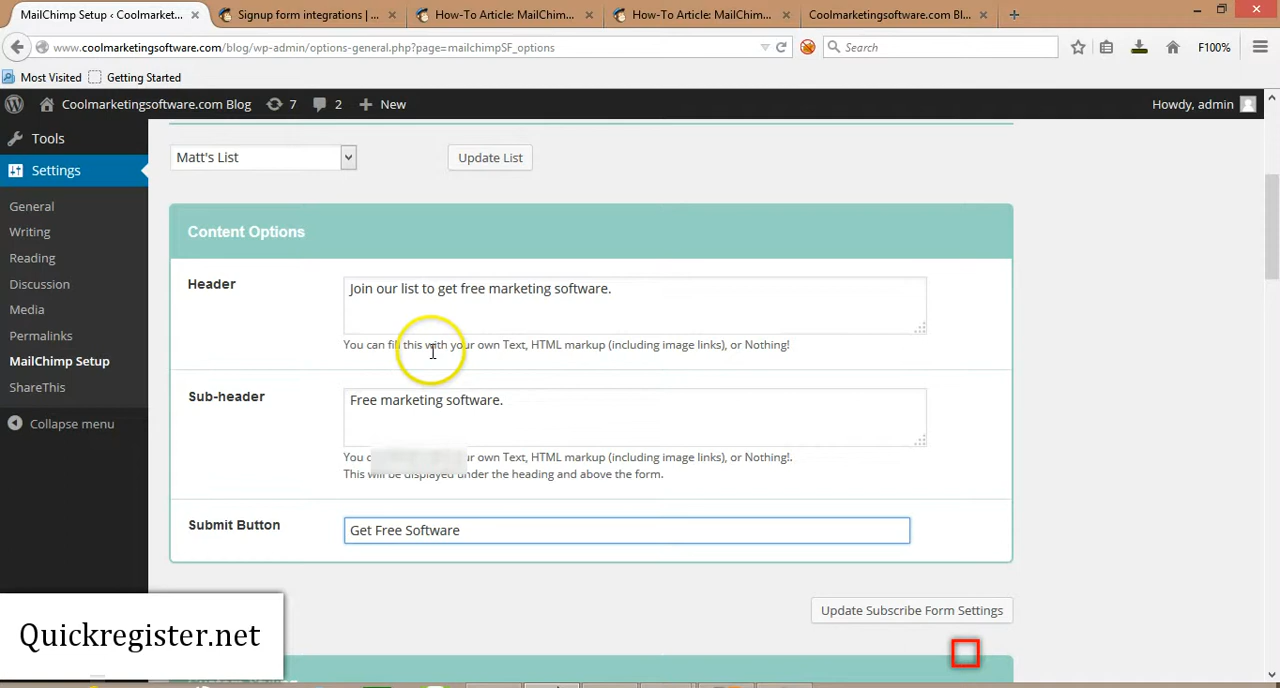 MailChimp Setup ‹ Coolmarket... ×
Signup form integrations | ... ×
How-To Article: MailChimp... ×
How-To Article: MailChimp... ×
Coolmarketingsoftware.com Bl... ×
www.coolmarketingsoftware.com/blog/wp-admin/options-general.php?page=mailchimpSF_options
Search
F100%
Most Visited
Getting Started
Coolmarketingsoftware.com Blog
7
2
+ New
Howdy, admin
Tools
Settings
General
Writing
Reading
Discussion
Media
Permalinks
MailChimp Setup
ShareThis
Collapse menu
Matt's List
Update List
Content Options
Header
Join our list to get free marketing software.
You can fill this with your own Text, HTML markup (including image links), or Nothing!
Sub-header
Free marketing software.
own Text, HTML markup (including image links), or Nothing!.
This will be displayed under the heading and above the form.
Submit Button
Get Free Software
Update Subscribe Form Settings
Quickregister.net